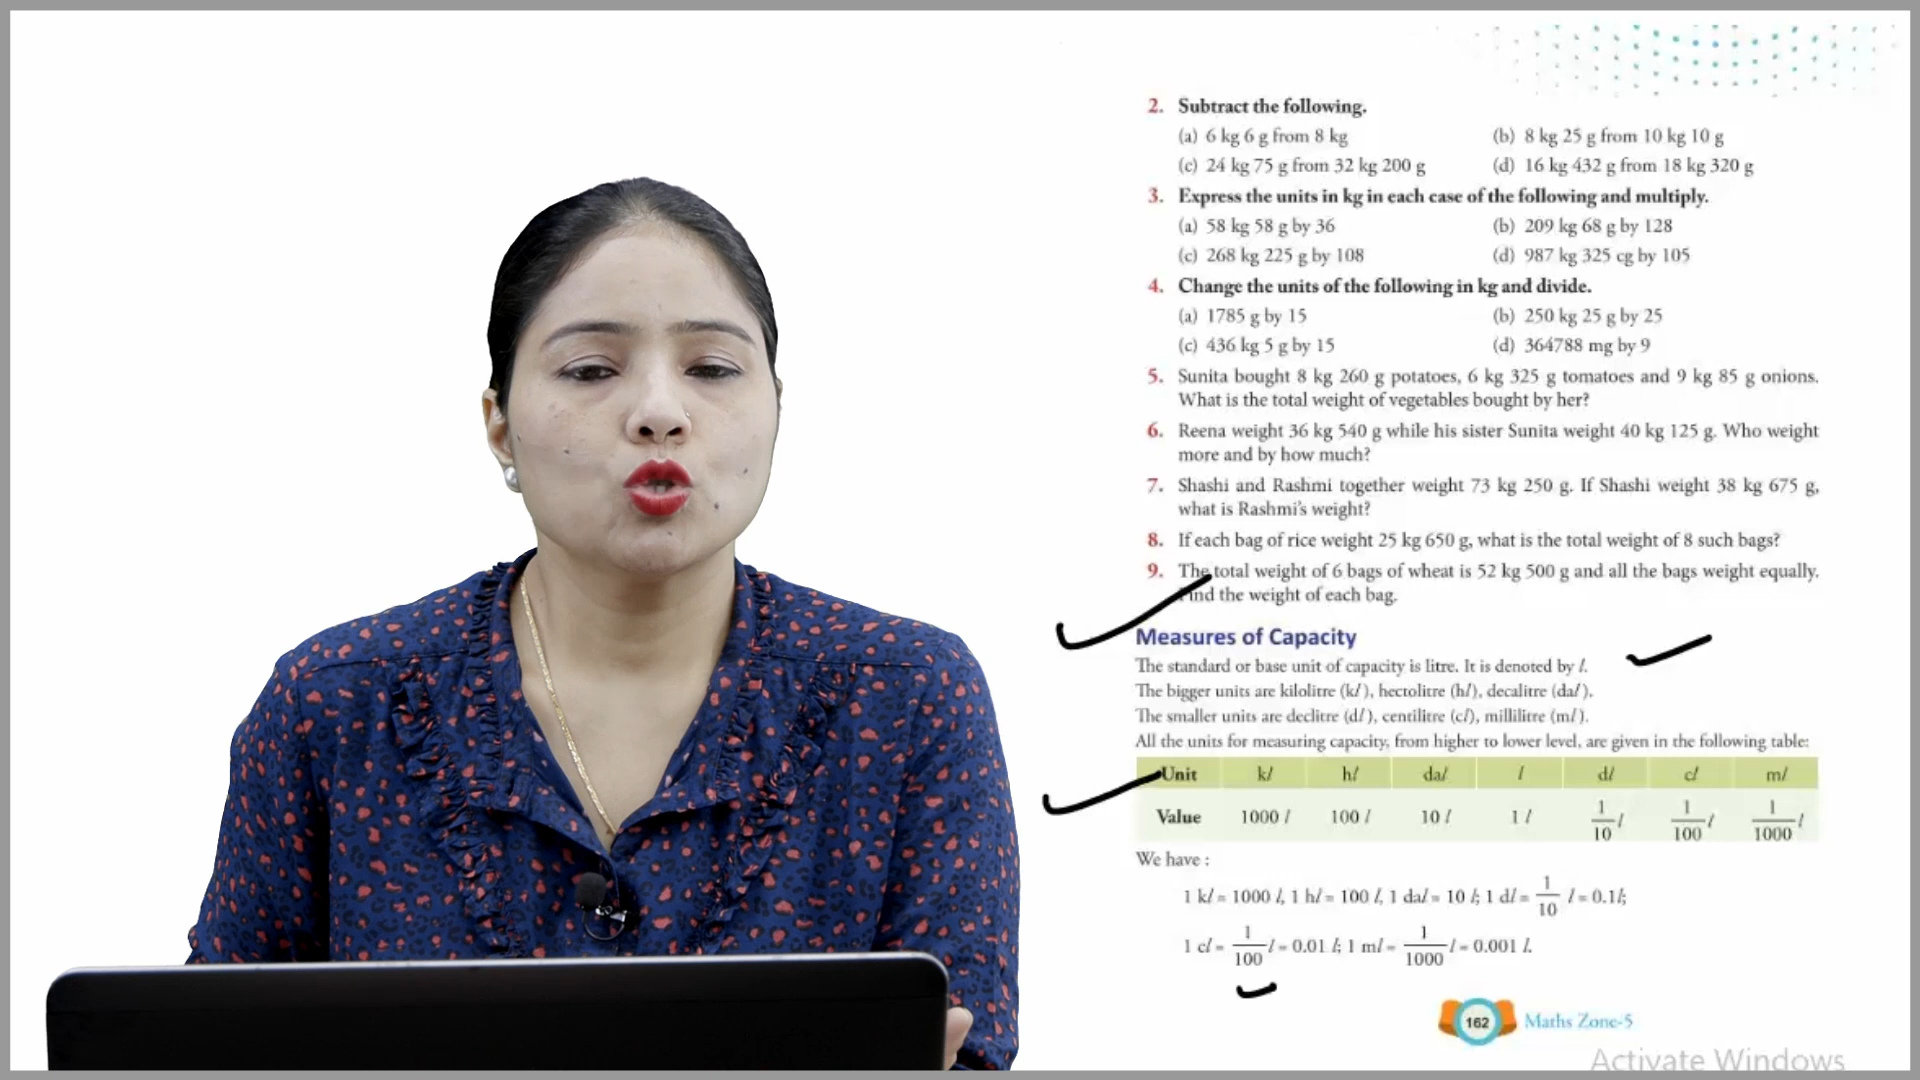 2. Subtract the following.
(a) 6 kg 6 g from 8 kg (b) 8 kg 25 g from 10 kg 10 g
(c) 24 kg 75 g from 32 kg 200 g (d) 16 kg 432 g from 18 kg 320 g
3. Express the units in kg in each case of the following and multiply.
(a) 58 kg 58 g by 36 (b) 209 kg 68 g by 128
(c) 268 kg 225 g by 108 (d) 987 kg 325 cg by 105
4. Change the units of the following in kg and divide.
(a) 1785 g by 15 (b) 250 kg 25 g by 25
(c) 436 kg 5 g by 15 (d) 364788 mg by 9
5. Sunita bought 8 kg 260 g potatoes, 6 kg 325 g tomatoes and 9 kg 85 g onions.
What is the total weight of vegetables bought by her?
6. Reena weight 36 kg 540 g while his sister Sunita weight 40 kg 125 g. Who weight
more and by how much?
7. Shashi and Rashmi together weight 73 kg 250 g. If Shashi weight 38 kg 675 g,
what is Rashmi's weight?
8. If each bag of rice weight 25 kg 650 g, what is the total weight of 8 such bags?
9. The total weight of 6 bags of wheat is 52 kg 500 g and all the bags weight equally.
Find the weight of each bag.
Measures of Capacity
The standard or base unit of capacity is litre. It is denoted by l.
The bigger units are kilolitre (kl), hectolitre (hl), decalitre (dal).
The smaller units are declitre (dl), centilitre (cl), millilitre (ml).
All the units for measuring capacity, from higher to lower level, are given in the following table:
Unit kl hl dal l dl cl ml
Value 1000 l 100 l 10 l 1 l 1/10 l 1/100 l 1/1000 l
We have :
1 kl = 1000 l, 1 hl = 100 l, 1 dal = 10 l; 1 dl = 1/10 l = 0.1l;
1 cl = 1/100 l = 0.01 l; 1 ml = 1/1000 l = 0.001 l.
162 Maths Zone-5
Activate Windows